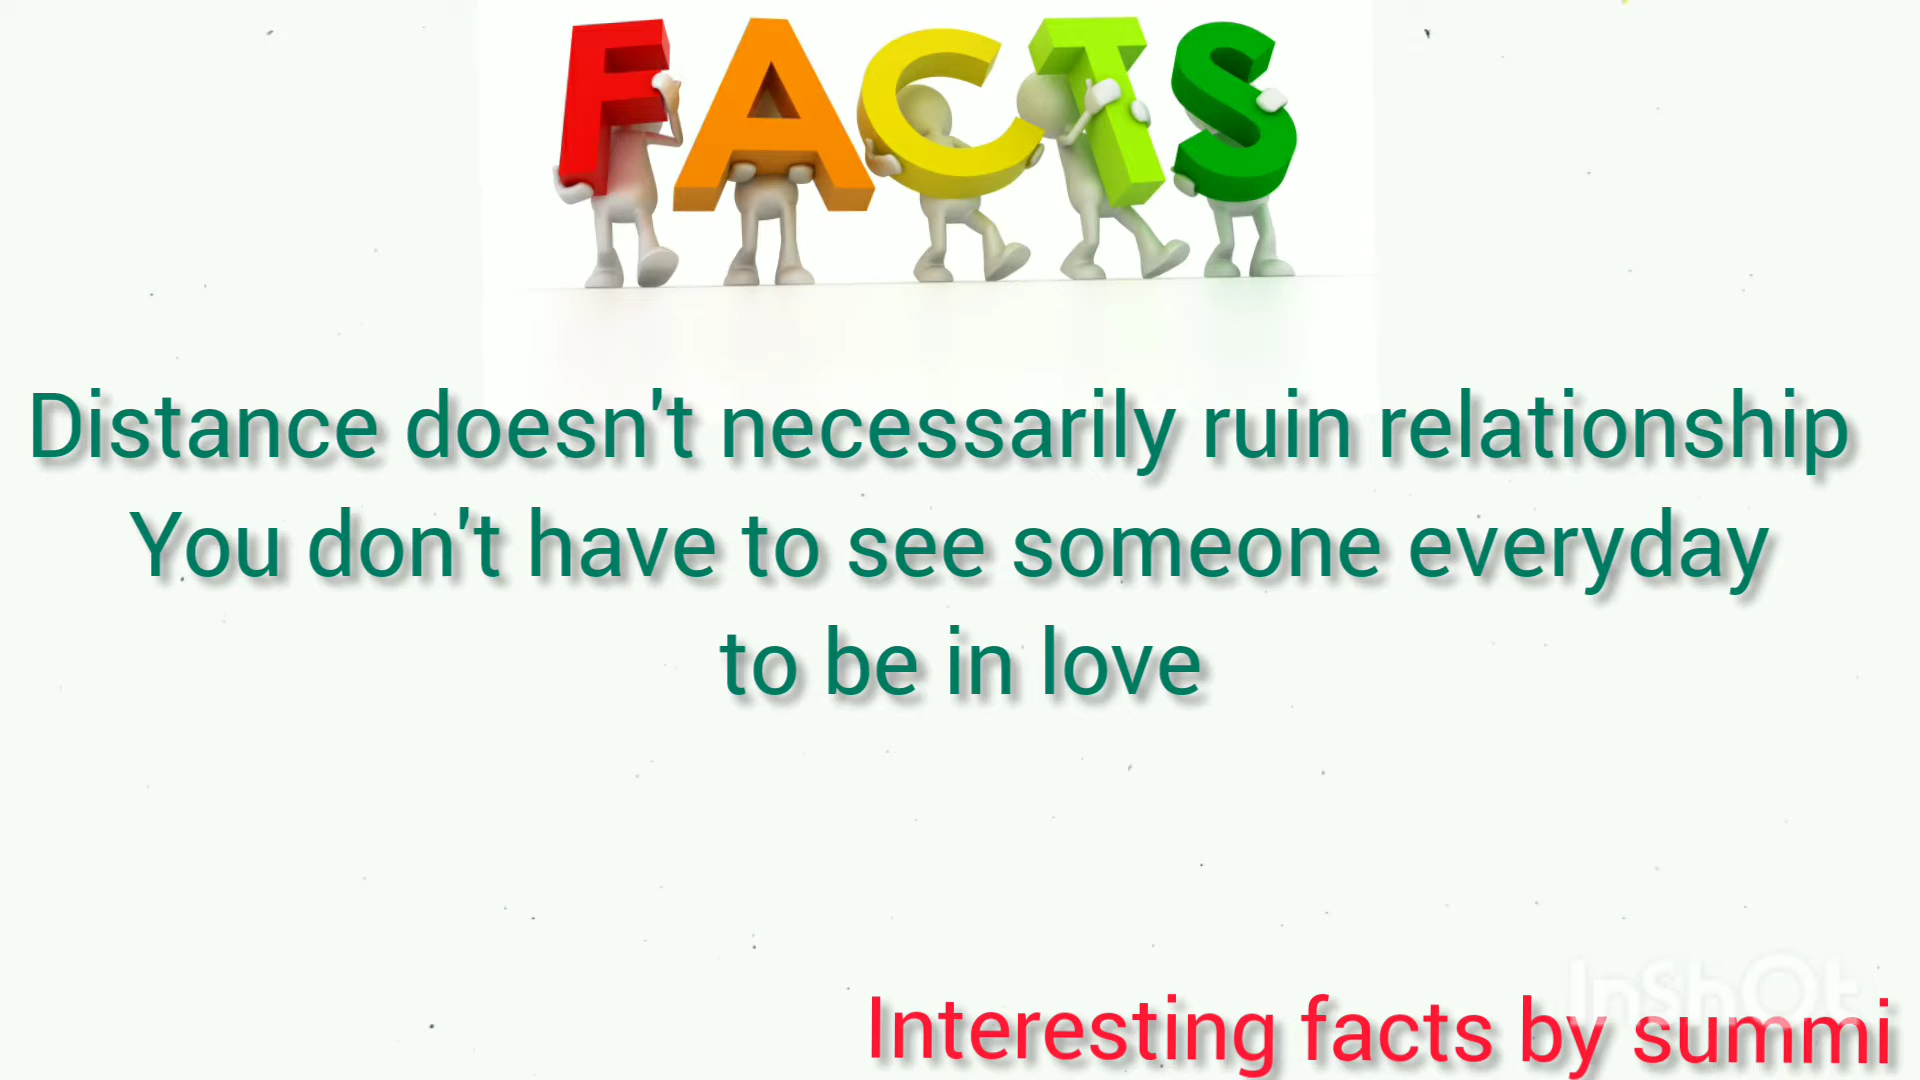 FACTS
Distance doesn't necessarily ruin relationship
You don't have to see someone everyday
to be in love
InShOt
Interesting facts by summi